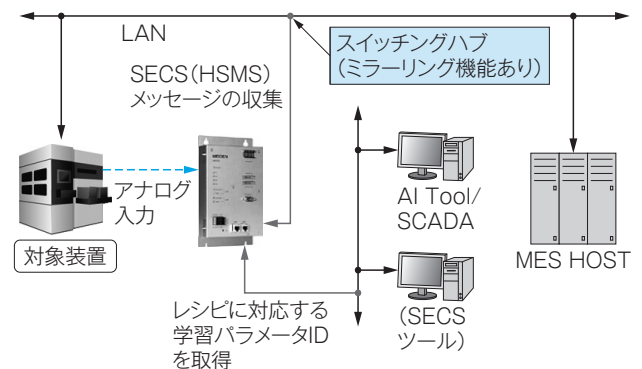 LAN
スイッチングハブ
（ミラーリング機能あり）
SECS（HSMS）
メッセージの収集
アナログ
入力
対象装置
AI Tool/
SCADA
MES HOST
（SECS
ツール）
レシピに対応する
学習パラメータID
を取得